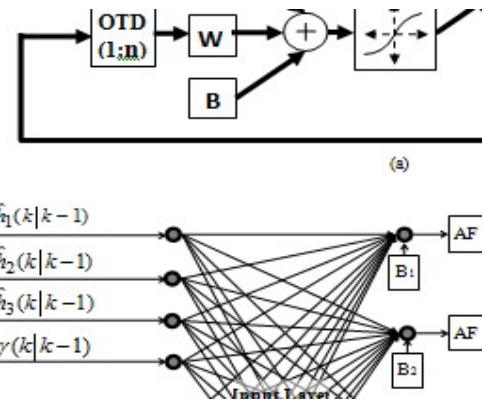 OTD
(1;n)
W
+
B
(a)
ĥ₁(k|k−1)
AF
B₁
ĥ₂(k|k−1)
ĥ₃(k|k−1)
AF
y(k|k−1)
B₂
Input Layer